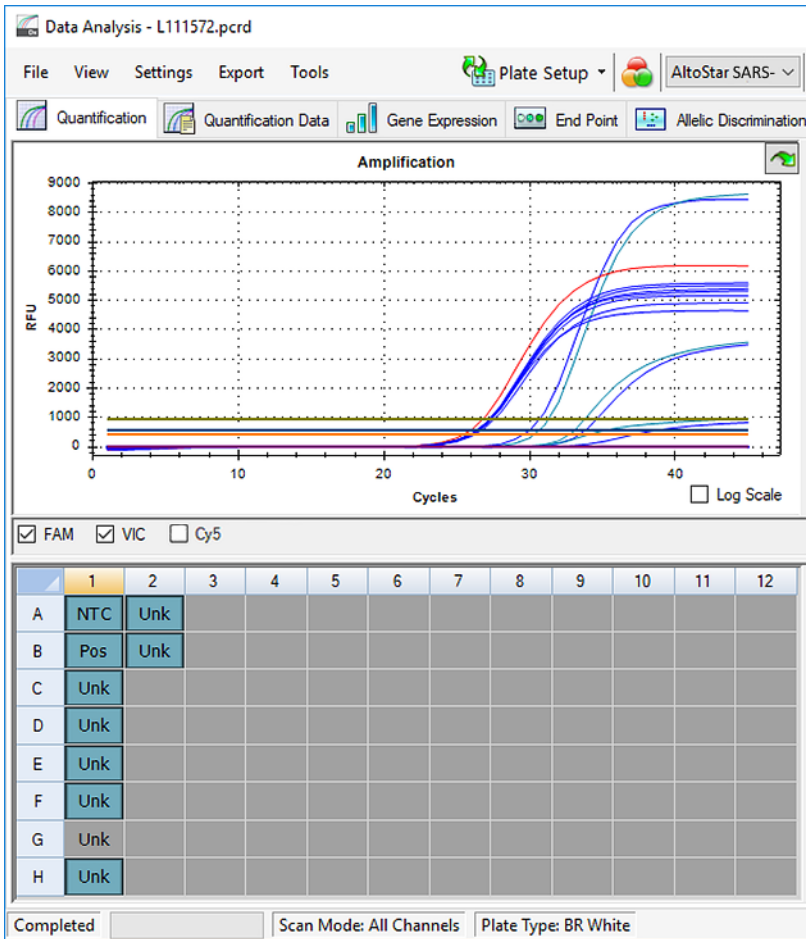 Data Analysis - L111572.pcrd
File View Settings Export Tools Plate Setup AltoStar SARS-
Quantification Quantification Data Gene Expression End Point Allelic Discrimination
Amplification
9000
8000
7000
6000
5000
4000
3000
2000
1000
0
RFU
0 10 20 30 40
Cycles
Log Scale
FAM VIC Cy5
1 2 3 4 5 6 7 8 9 10 11 12
A NTC Unk
B Pos Unk
C Unk
D Unk
E Unk
F Unk
G Unk
H Unk
Completed Scan Mode: All Channels Plate Type: BR White